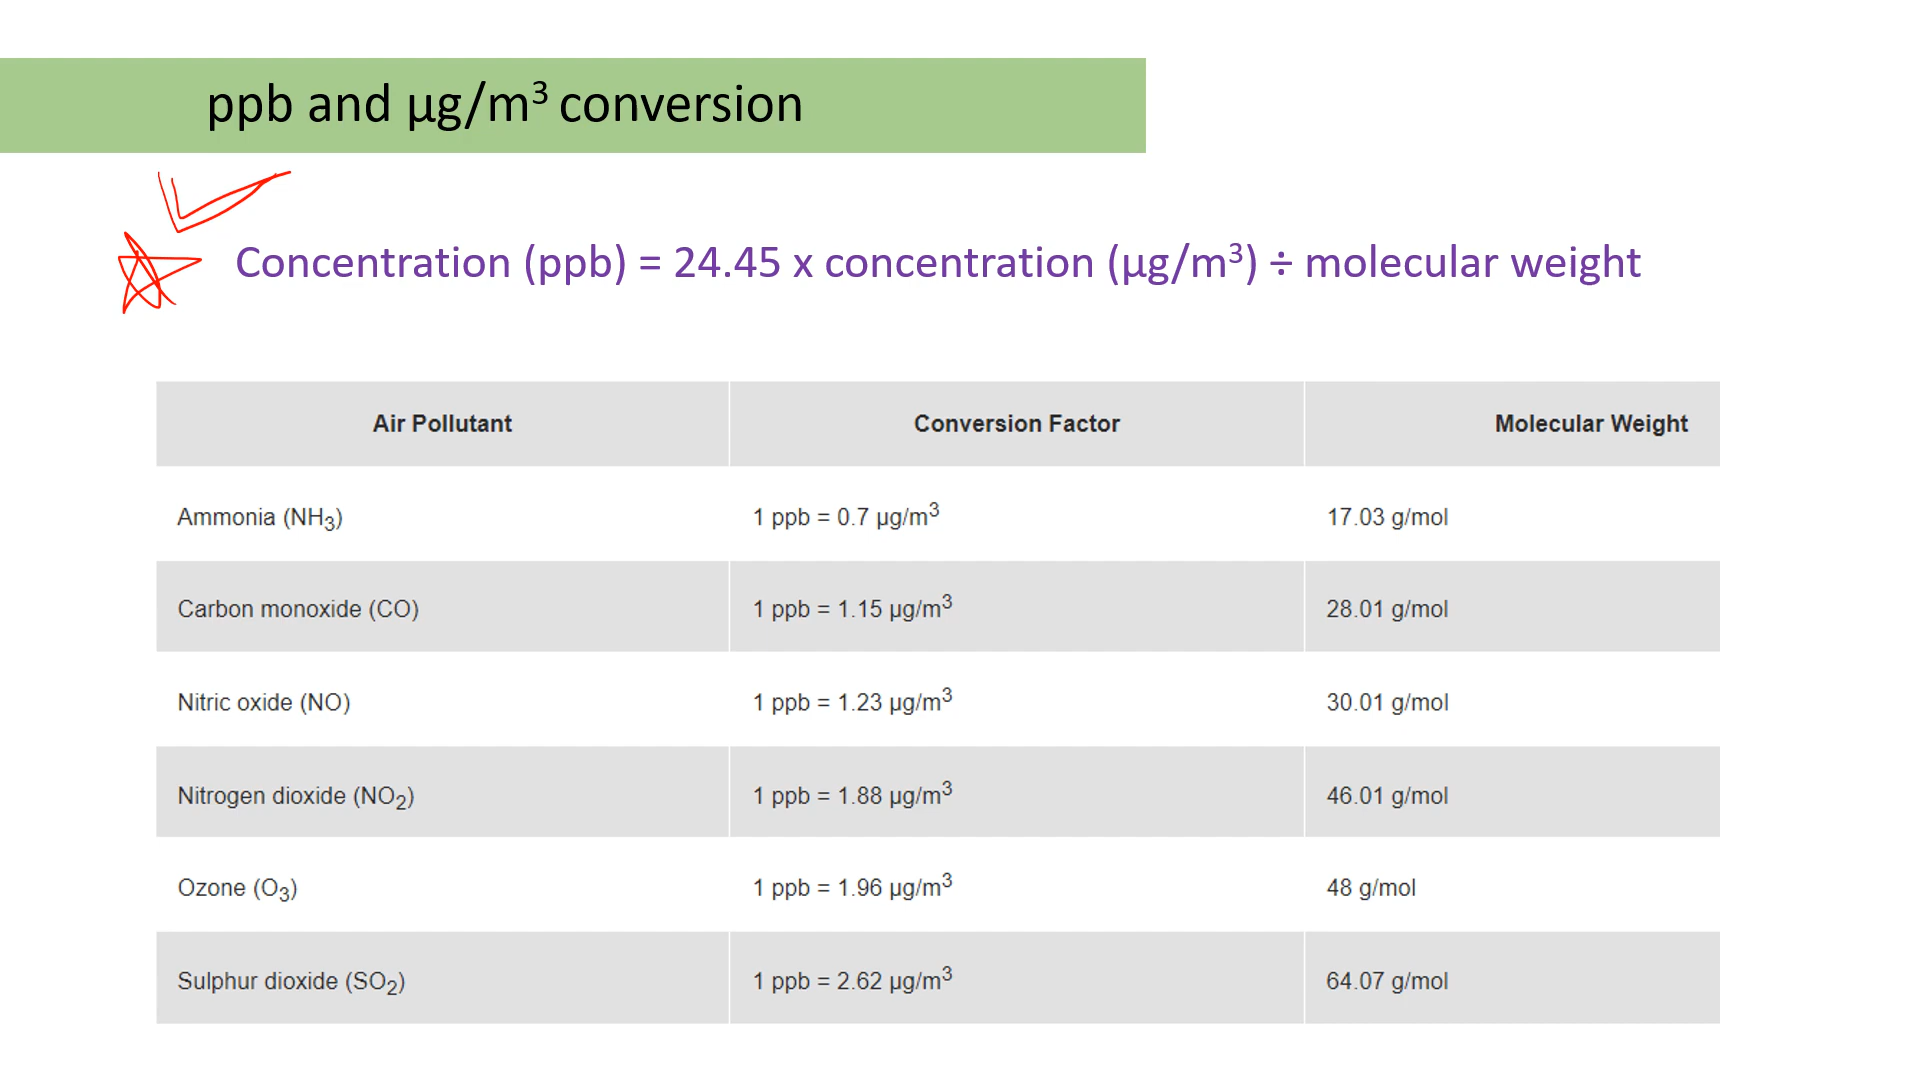 ppb and µg/m³ conversion
Concentration (ppb) = 24.45 x concentration (µg/m³) ÷ molecular weight
Air Pollutant Conversion Factor Molecular Weight
Ammonia (NH₃) 1 ppb = 0.7 µg/m³ 17.03 g/mol
Carbon monoxide (CO) 1 ppb = 1.15 µg/m³ 28.01 g/mol
Nitric oxide (NO) 1 ppb = 1.23 µg/m³ 30.01 g/mol
Nitrogen dioxide (NO₂) 1 ppb = 1.88 µg/m³ 46.01 g/mol
Ozone (O₃) 1 ppb = 1.96 µg/m³ 48 g/mol
Sulphur dioxide (SO₂) 1 ppb = 2.62 µg/m³ 64.07 g/mol